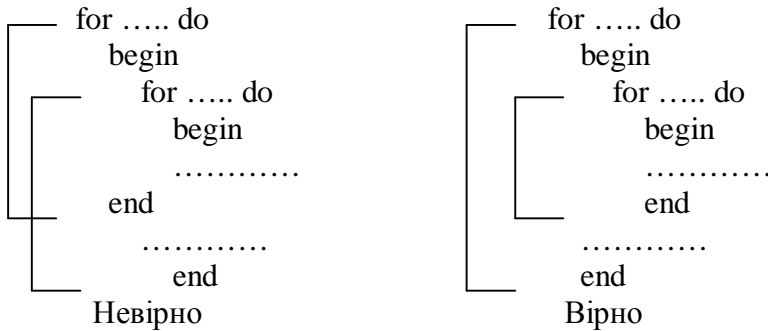 for ….. do
begin
for ….. do
begin
…………
end
…………
end
Невірно
for ….. do
begin
for ….. do
begin
…………
end
…………
end
Вірно